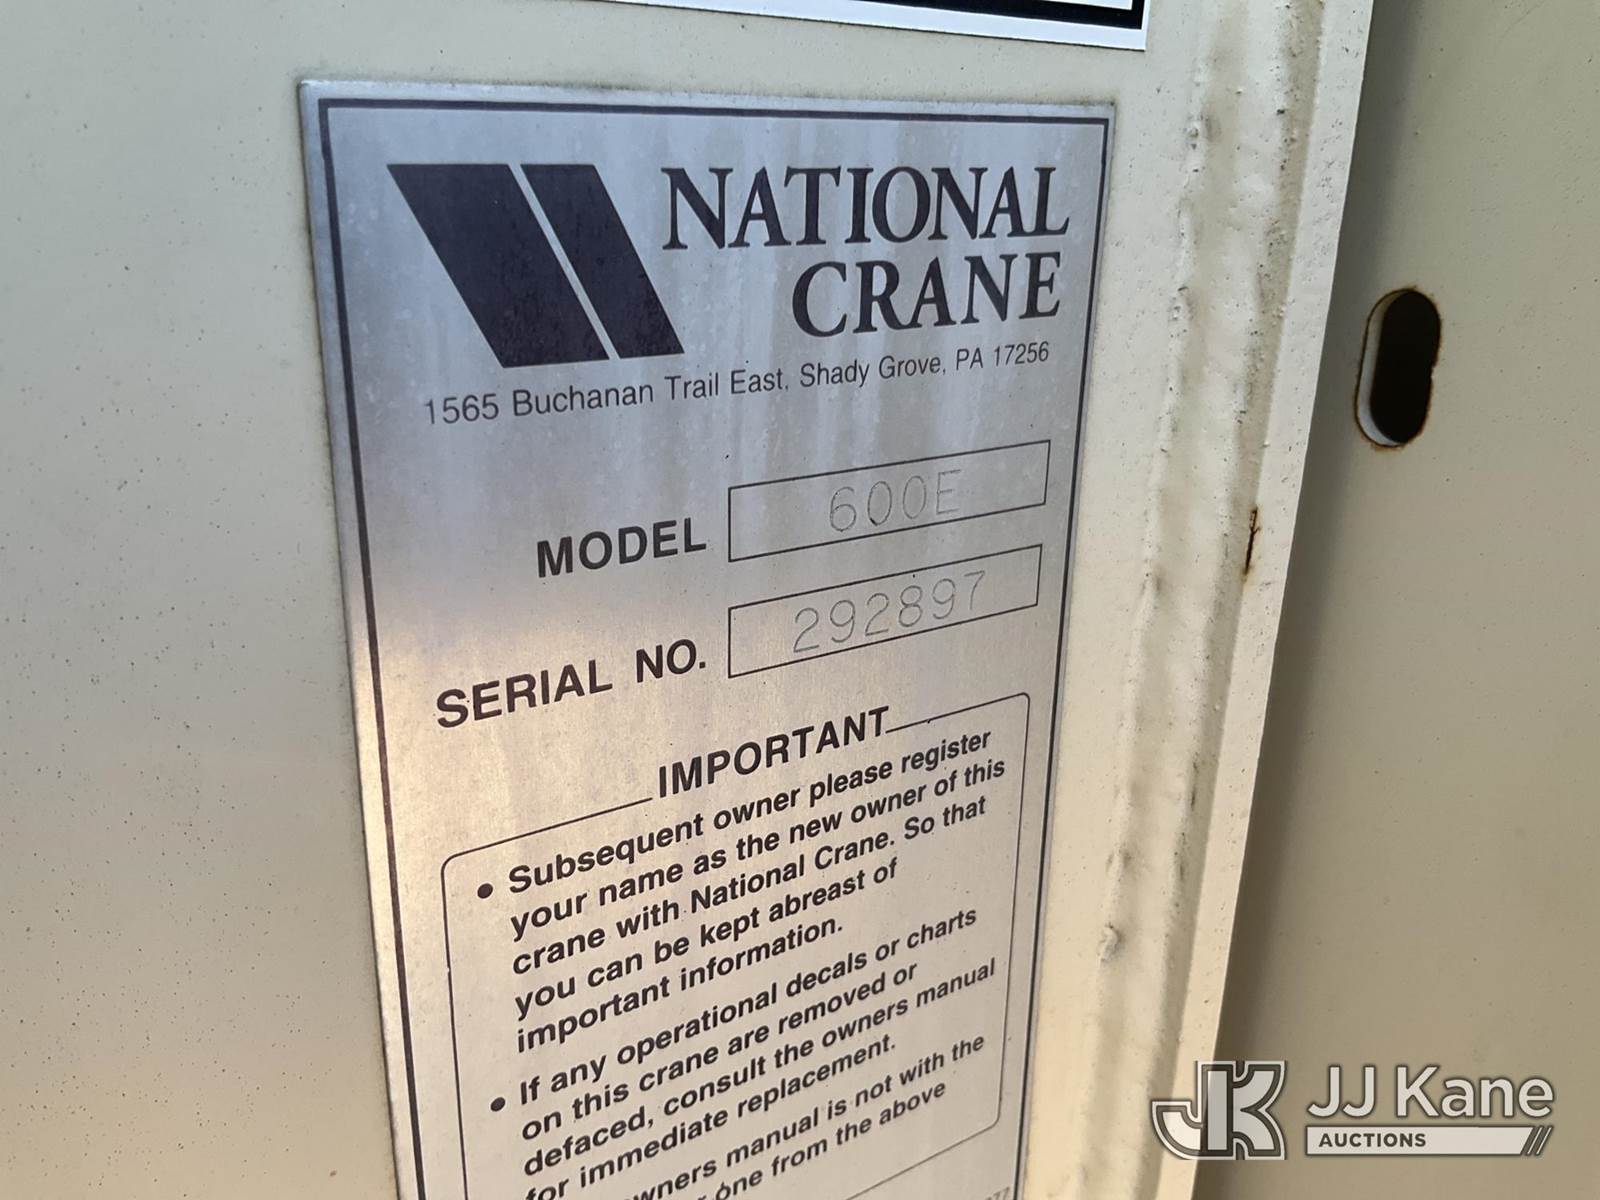 NATIONAL
CRANE
1565 Buchanan Trail East, Shady Grove, PA 17256
MODEL 600E
SERIAL NO. 292897
IMPORTANT
• Subsequent owner please register
your name as the new owner of this
crane with National Crane. So that
you can be kept abreast of
important information.
• If any operational decals or charts
on this crane are removed or
defaced, consult the owners manual
for immediate replacement.
manual is not with the
one from the above
JK JJ Kane
AUCTIONS